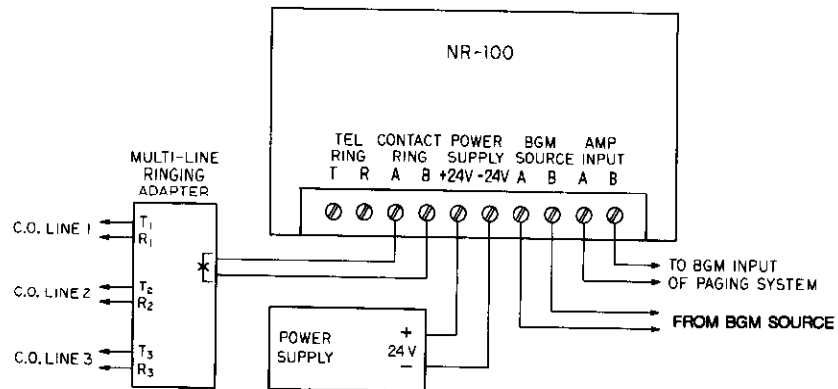 NR-100
TEL CONTACT POWER BGM AMP
RING RING SUPPLY SOURCE INPUT
T R A B +24V -24V A B A B
MULTI-LINE
RINGING
ADAPTER
C.O. LINE 1
T1
R1
C.O. LINE 2
T2
R2
C.O. LINE 3
T3
R3
POWER
SUPPLY
+
24V
−
TO BGM INPUT
OF PAGING SYSTEM
FROM BGM SOURCE